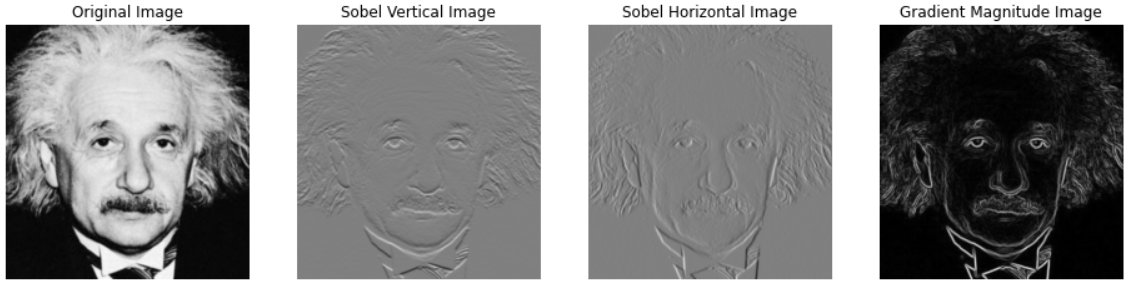 Original Image
Sobel Vertical Image
Sobel Horizontal Image
Gradient Magnitude Image